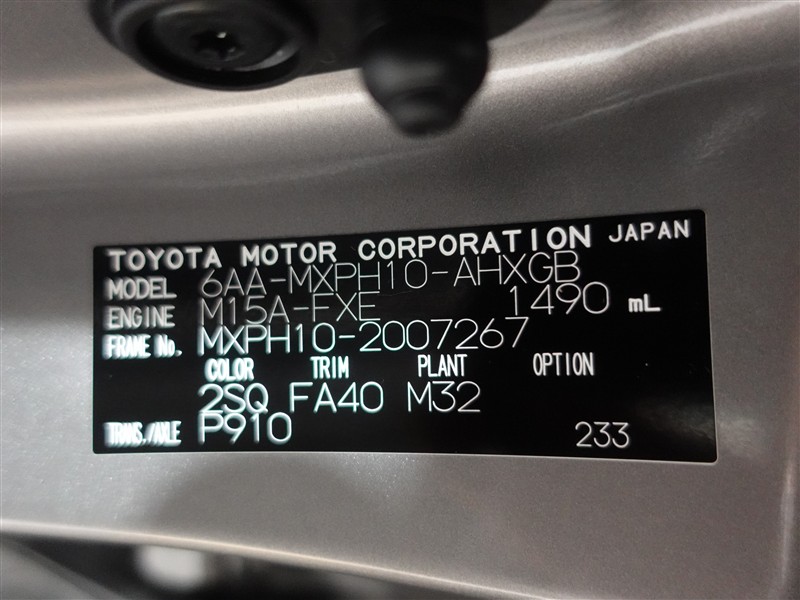 TOYOTA MOTOR CORPORATION JAPAN
MODEL 6AA-MXPH10-AHXGB
ENGINE M15A-FXE 1490 mL
FRAME No. MXPH10-2007267
COLOR TRIM PLANT OPTION
2SQ FA40 M32
TRANS./AXLE P910 233